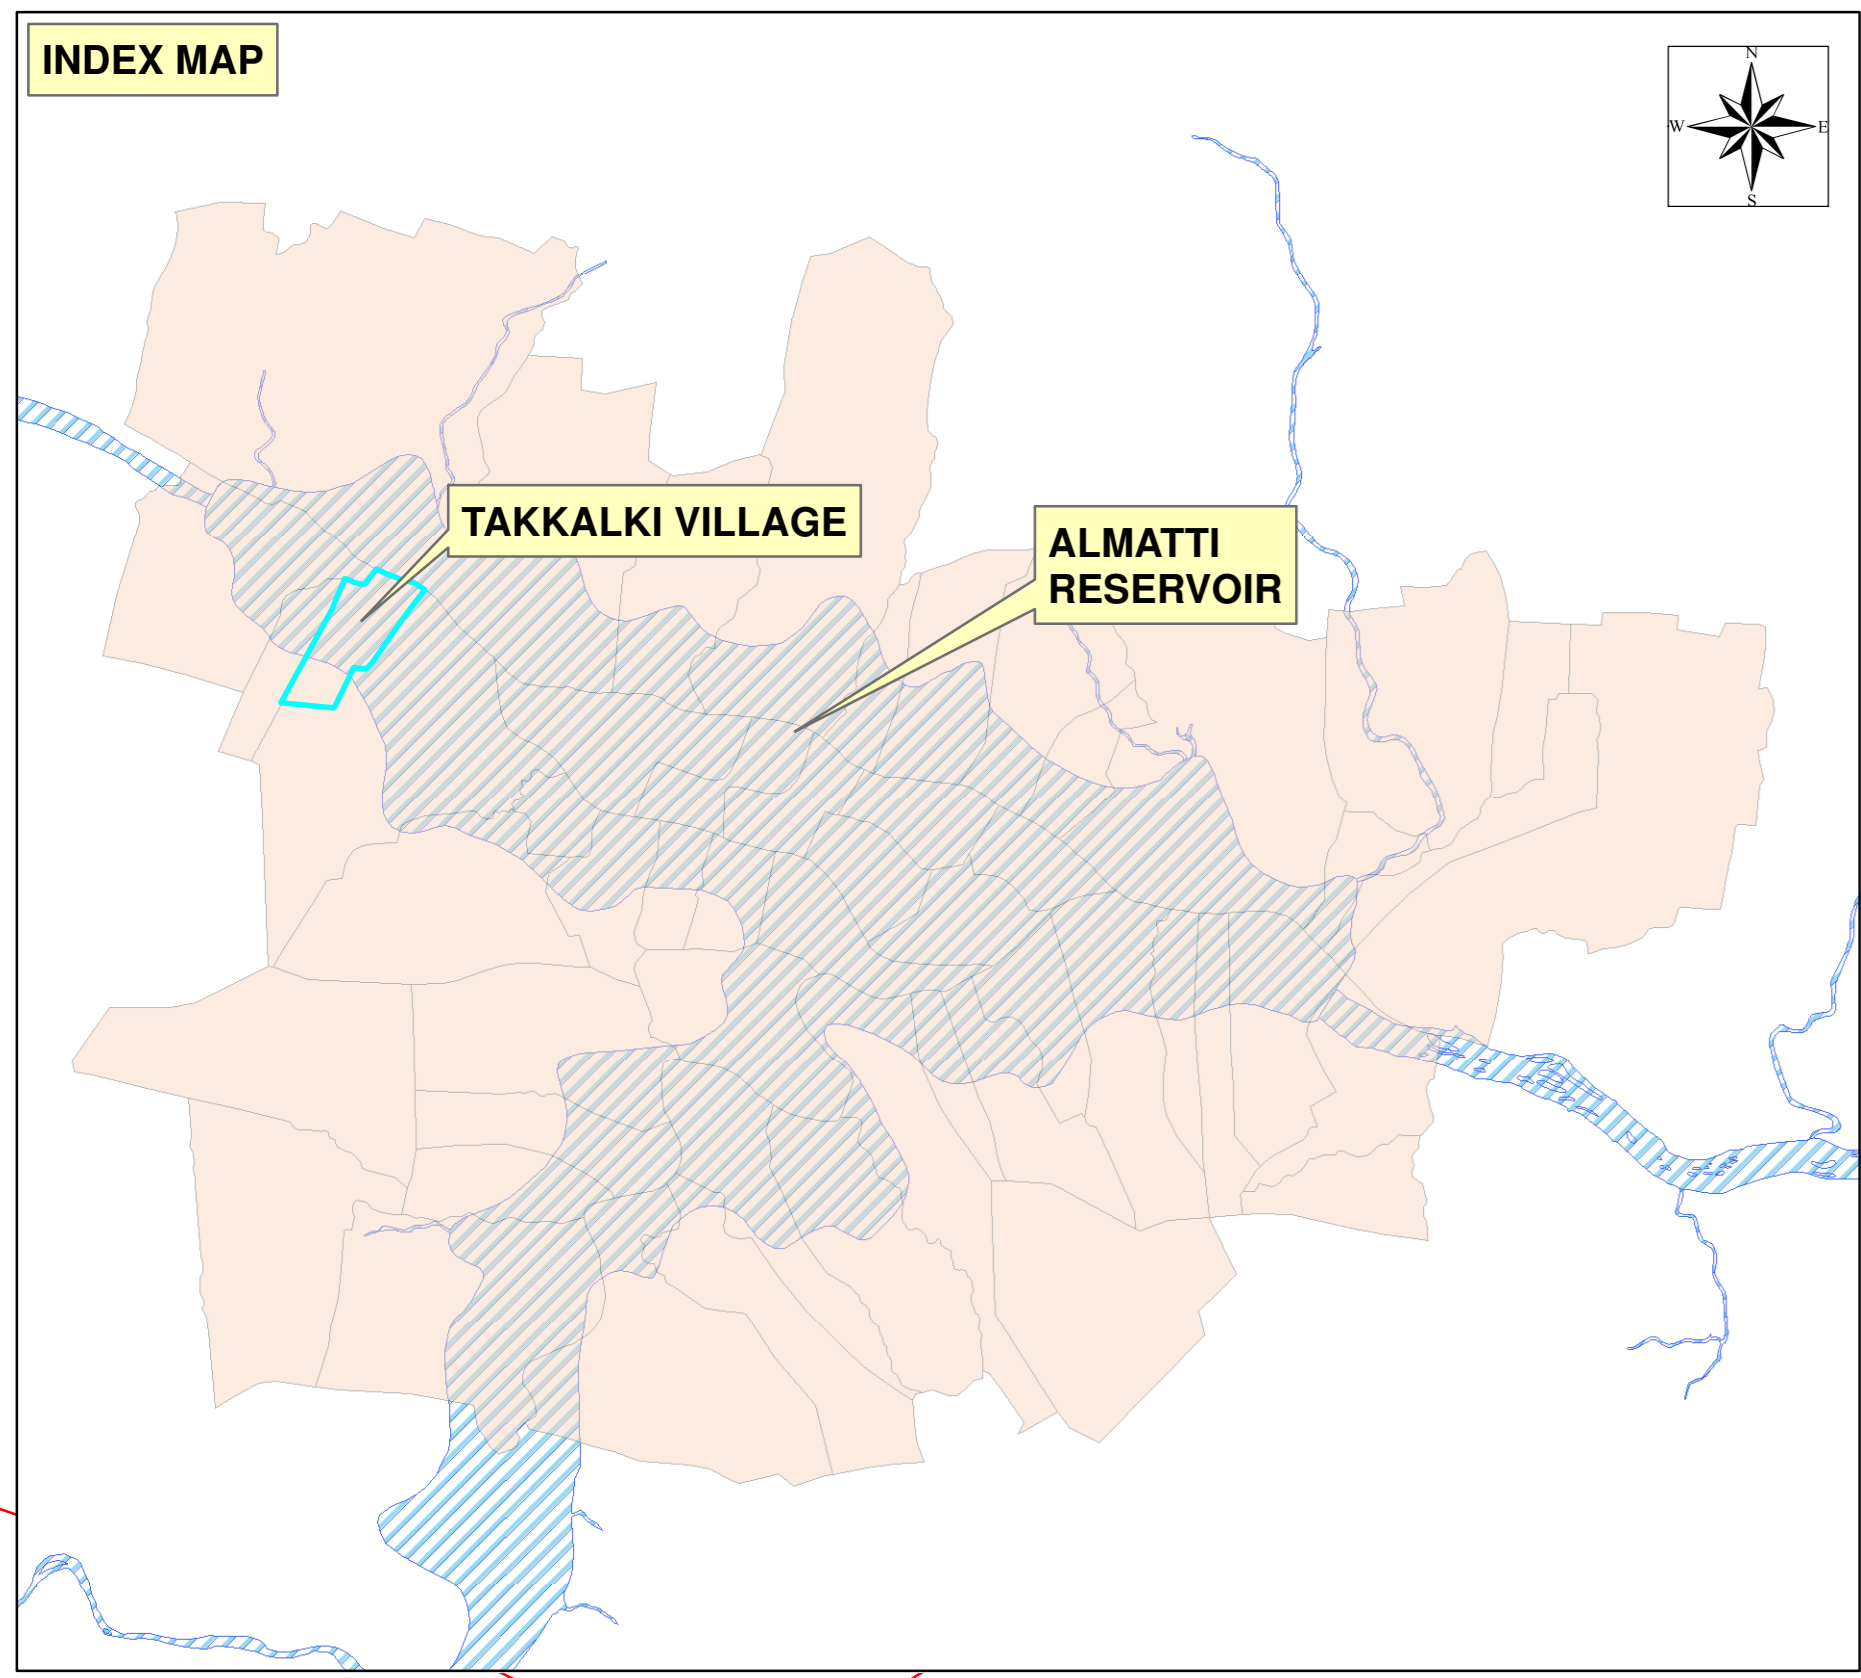 INDEX MAP
N
W
E
S
TAKKALKI VILLAGE
ALMATTI
RESERVOIR